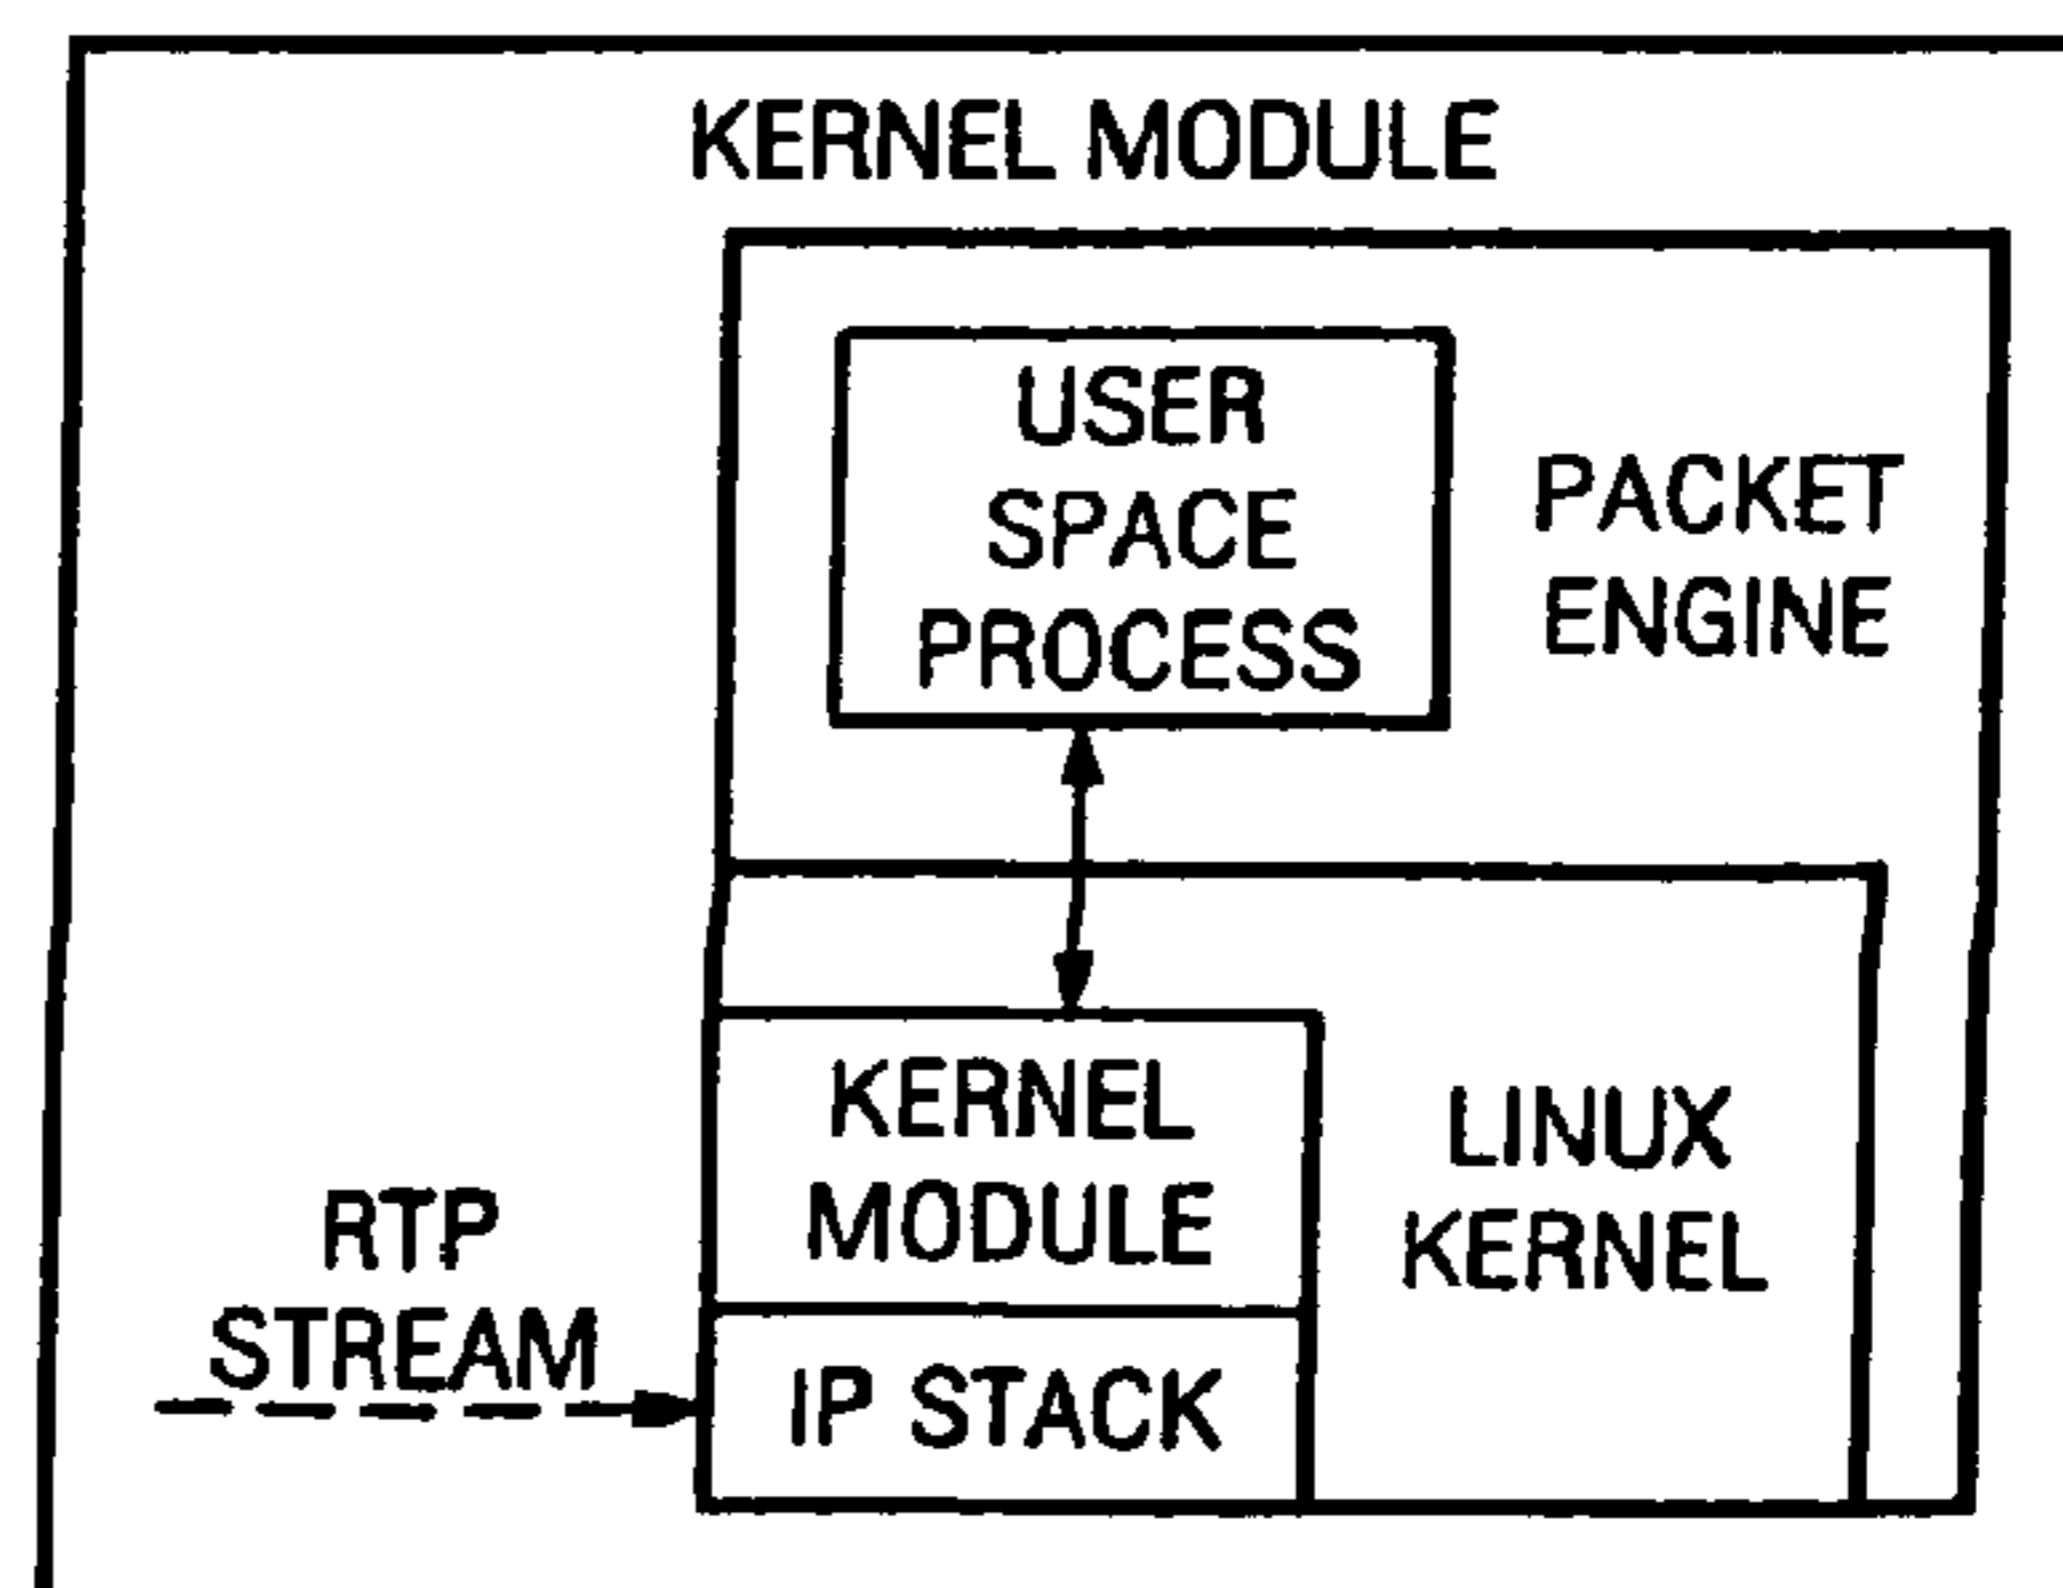 KERNEL MODULE
USER
SPACE
PROCESS
PACKET
ENGINE
KERNEL
MODULE
LINUX
KERNEL
RTP
STREAM
IP STACK